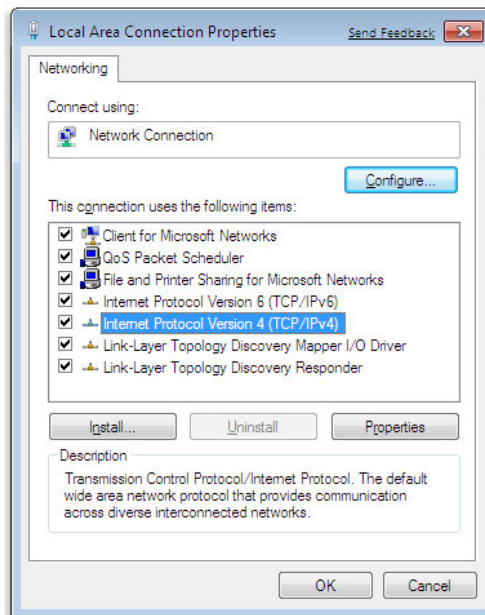 Local Area Connection Properties Send Feedback
Networking
Connect using:
Network Connection
Configure...
This connection uses the following items:
Client for Microsoft Networks
QoS Packet Scheduler
File and Printer Sharing for Microsoft Networks
Internet Protocol Version 6 (TCP/IPv6)
Internet Protocol Version 4 (TCP/IPv4)
Link-Layer Topology Discovery Mapper I/O Driver
Link-Layer Topology Discovery Responder
Install... Uninstall Properties
Description
Transmission Control Protocol/Internet Protocol. The default
wide area network protocol that provides communication
across diverse interconnected networks.
OK Cancel